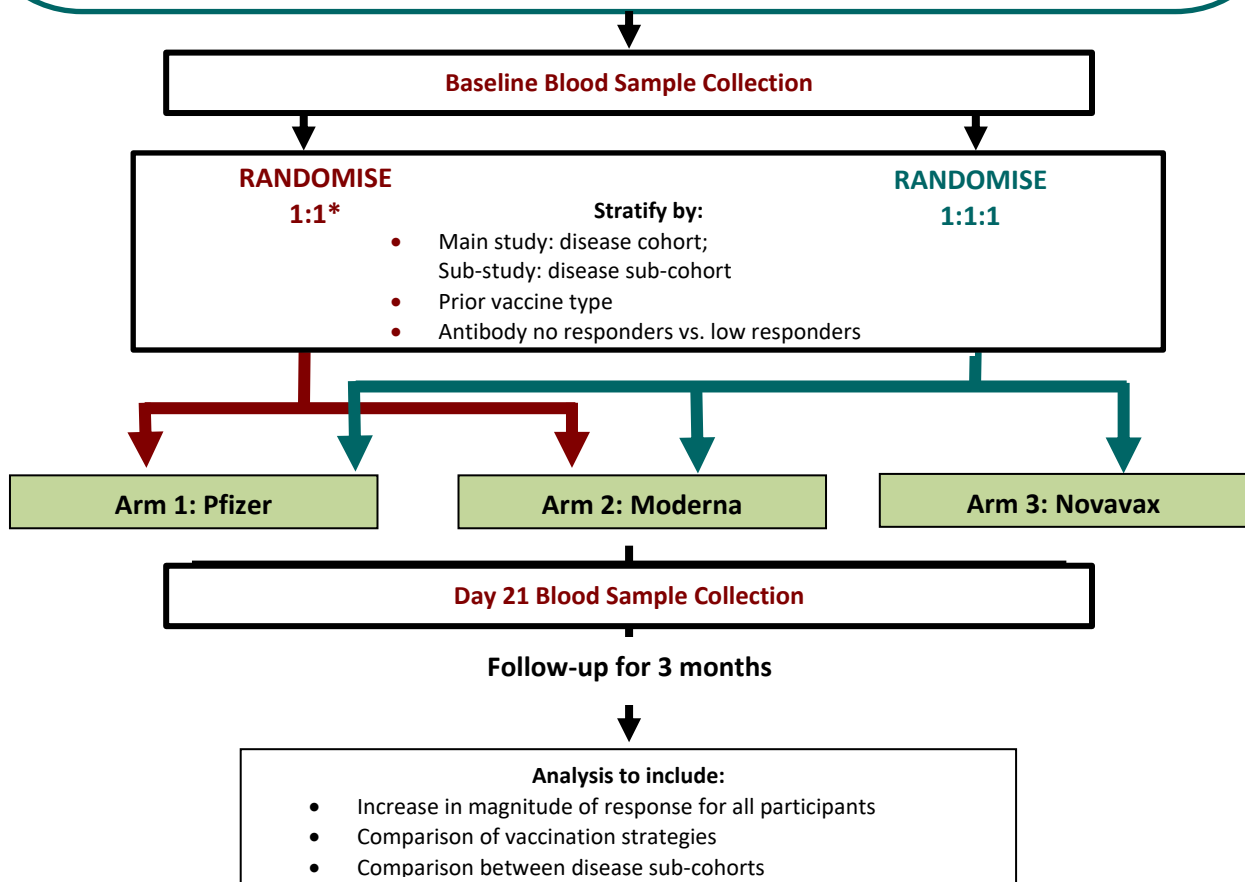 Baseline Blood Sample Collection
RANDOMISE
1:1*
RANDOMISE
1:1:1
Stratify by:
• Main study: disease cohort;
Sub-study: disease sub-cohort
• Prior vaccine type
• Antibody no responders vs. low responders
Arm 1: Pfizer
Arm 2: Moderna
Arm 3: Novavax
Day 21 Blood Sample Collection
Follow-up for 3 months
Analysis to include:
• Increase in magnitude of response for all participants
• Comparison of vaccination strategies
• Comparison between disease sub-cohorts